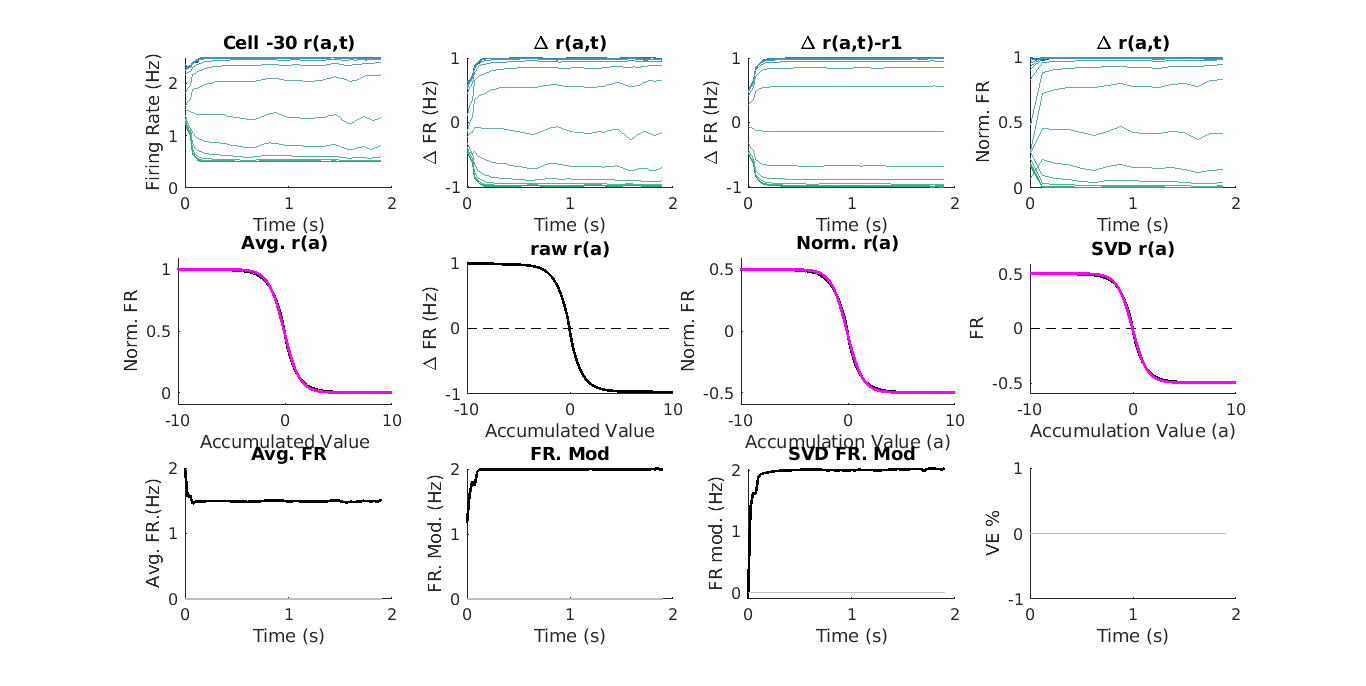 Cell -30 r(a,t)
Firing Rate (Hz)
2
1
0
0 1 2
Time (s)
Δ r(a,t)
Δ FR (Hz)
1
0
-1
0 1 2
Time (s)
Δ r(a,t)-r1
Δ FR (Hz)
1
0
-1
0 1 2
Time (s)
Δ r(a,t)
Norm. FR
1
0.5
0
0 1 2
Time (s)
Avg. r(a)
Norm. FR
1
0.5
0
-10 0 10
Accumulated Value
raw r(a)
Δ FR (Hz)
1
0
-1
-10 0 10
Accumulated Value
Norm. r(a)
Norm. FR
0.5
0
-0.5
-10 0 10
Accumulation Value (a)
SVD r(a)
FR
0.5
0
-0.5
-10 0 10
Accumulation Value (a)
Avg. FR
Avg. FR.(Hz)
2
1
0
0 1 2
Time (s)
FR. Mod
FR. Mod. (Hz)
2
1
0
0 1 2
Time (s)
SVD FR. Mod
FR mod. (Hz)
2
1
0
0 1 2
Time (s)
VE %
1
0
-1
0 1 2
Time (s)